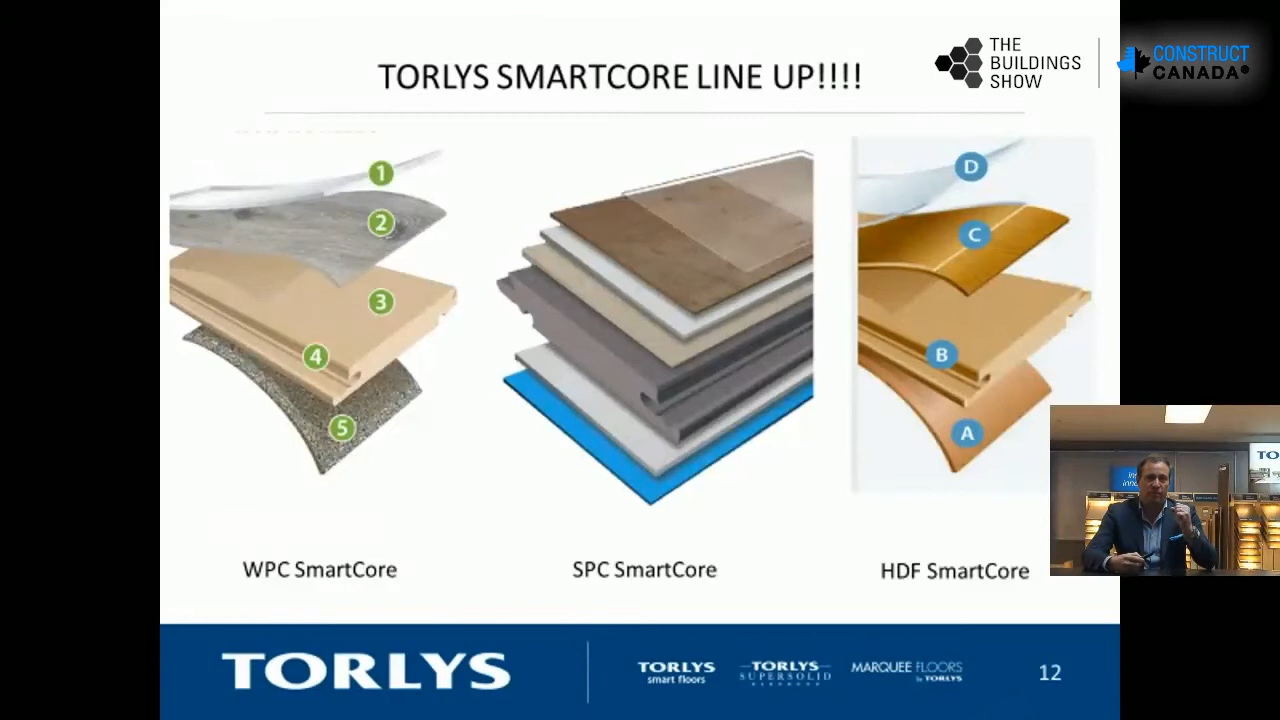 TORLYS SMARTCORE LINE UP!!!!
THE
BUILDINGS
SHOW
CONSTRUCT
CANADA
1
2
3
4
5
D
C
B
A
WPC SmartCore
SPC SmartCore
HDF SmartCore
TO
TORLYS
TORLYS
smart floors
TORLYS
SUPERSOLID
MARQUEE FLOORS
by TORLYS
12